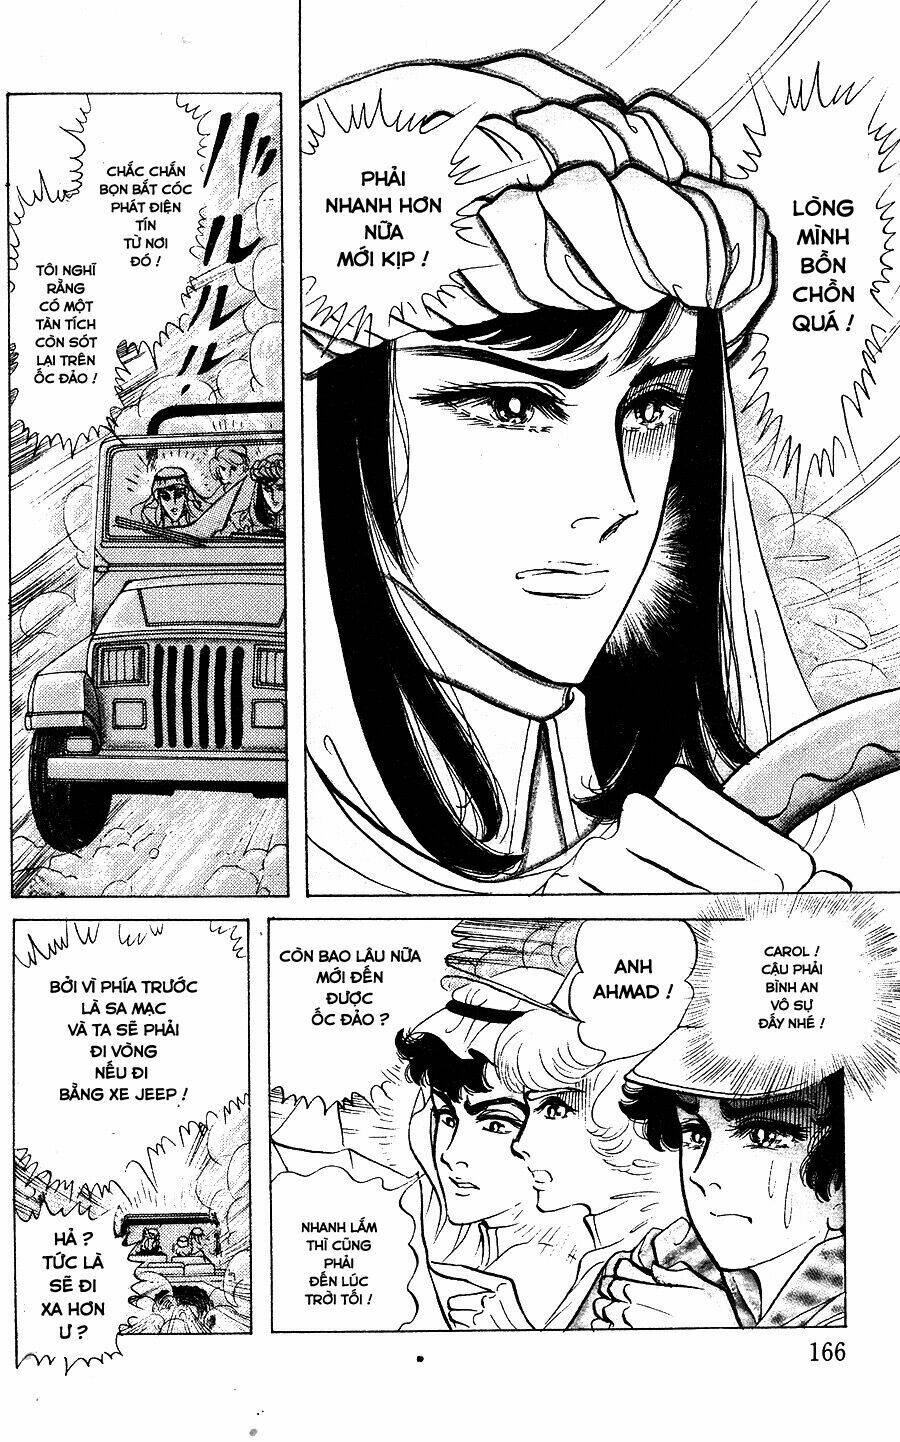 LÒNG
MÌNH
BỒN
CHỒN
QUÁ !
PHẢI
NHANH HƠN
NỮA
MỚI KỊP !
CHẮC CHẮN
BỌN BẮT CÓC
PHÁT ĐIỆN
TÍN
TỪ NƠI
ĐÓ !
TÔI NGHĨ
RẰNG
CÓ MỘT
TÀN TÍCH
CÒN SÓT
LẠI TRÊN
ỐC ĐẢO !
CAROL !
CẬU PHẢI
BÌNH AN
VÔ SỰ
ĐẤY NHÉ !
ANH
AHMAD !
CÒN BAO LÂU NỮA
MỚI ĐẾN
ĐƯỢC
ỐC ĐẢO ?
NHANH LẮM
THÌ CŨNG
PHẢI
ĐẾN LÚC
TRỜI TỐI !
BỞI VÌ PHÍA TRƯỚC
LÀ SA MẠC
VÀ TA SẼ PHẢI
ĐI VÒNG
NẾU ĐI
BẰNG XE JEEP !
HẢ ?
TỨC LÀ
SẼ ĐI
XA HƠN
Ư ?
166